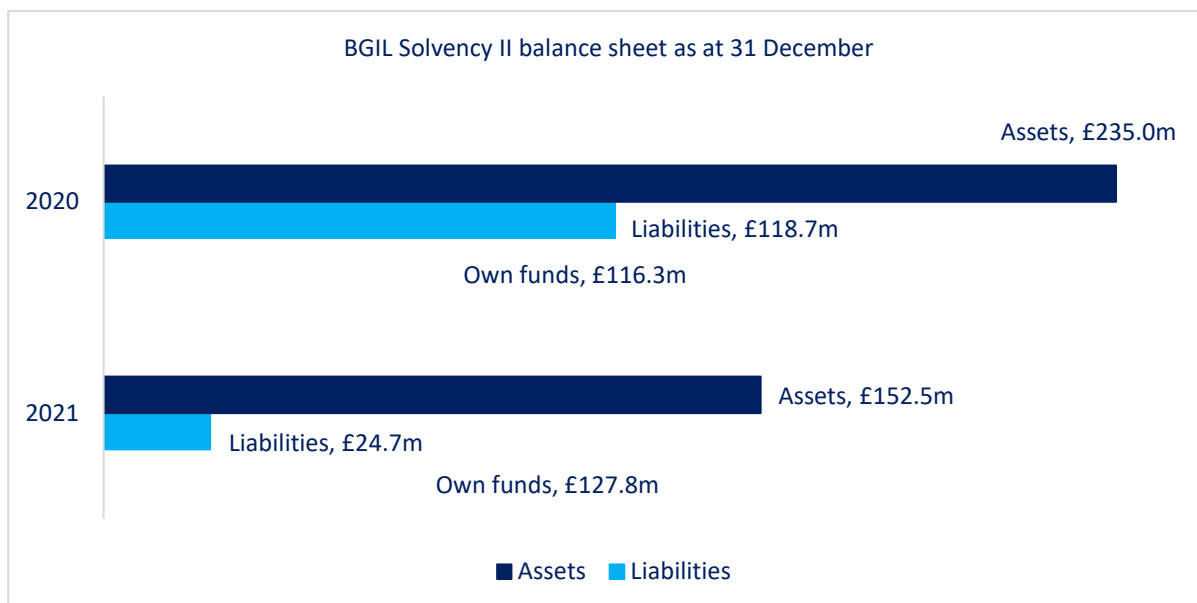 BGIL Solvency II balance sheet as at 31 December
Assets, £235.0m
2020
Liabilities, £118.7m
Own funds, £116.3m
Assets, £152.5m
2021
Liabilities, £24.7m
Own funds, £127.8m
Assets Liabilities